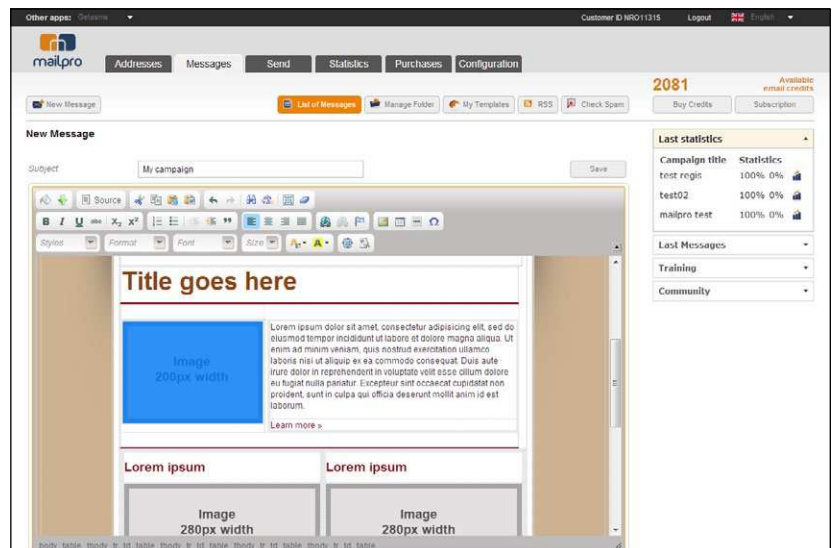 Other apps: Getasms
Customer ID NRO11315 Logout English
mailpro
Addresses Messages Send Statistics Purchases Configuration
2081 Available email credits
New Message List of Messages Manage Folder My Templates RSS Check Spam Buy Credits Subscription
New Message
Last statistics
Subject My campaign Save
Campaign title Statistics
test regis 100% 0%
test02 100% 0%
mailpro test 100% 0%
Last Messages
Training
Community
Source
B I U abc X₂ X²
Styles Format Font Size
Title goes here
Image
200px width
Lorem ipsum dolor sit amet, consectetur adipisicing elit, sed do
eiusmod tempor incididunt ut labore et dolore magna aliqua. Ut
enim ad minim veniam, quis nostrud exercitation ullamco
laboris nisi ut aliquip ex ea commodo consequat. Duis aute
irure dolor in reprehenderit in voluptate velit esse cillum dolore
eu fugiat nulla pariatur. Excepteur sint occaecat cupidatat non
proident, sunt in culpa qui officia deserunt mollit anim id est
laborum.
Learn more »
Lorem ipsum Lorem ipsum
Image
280px width
Image
280px width
body table tbody tr td table tbody tr td table tbody tr td table tbody tr td table